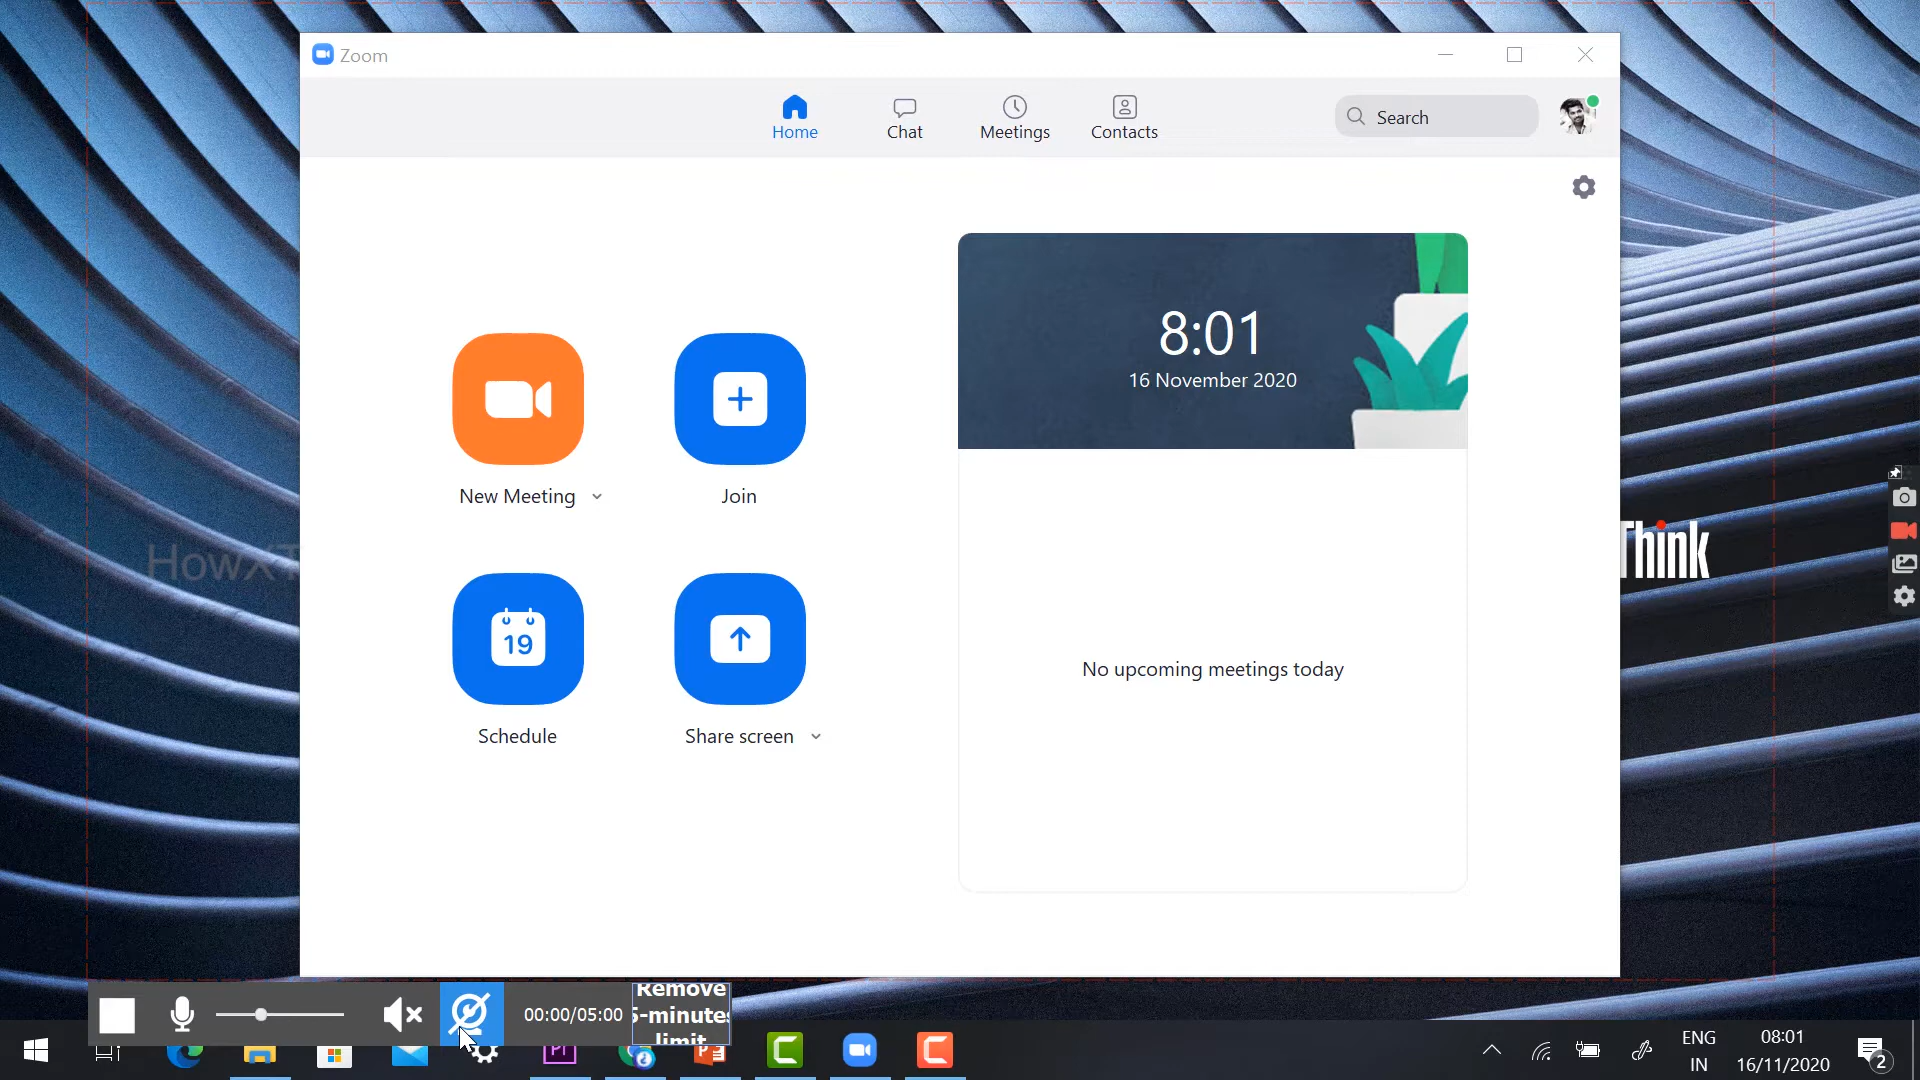 Zoom
Home
Chat
Meetings
Contacts
Search
8:01
16 November 2020
New Meeting
Join
HowXT
Think
19
No upcoming meetings today
Schedule
Share screen
00:00/05:00
Remove
5-minutes
limit
ENG
IN
08:01
16/11/2020
2